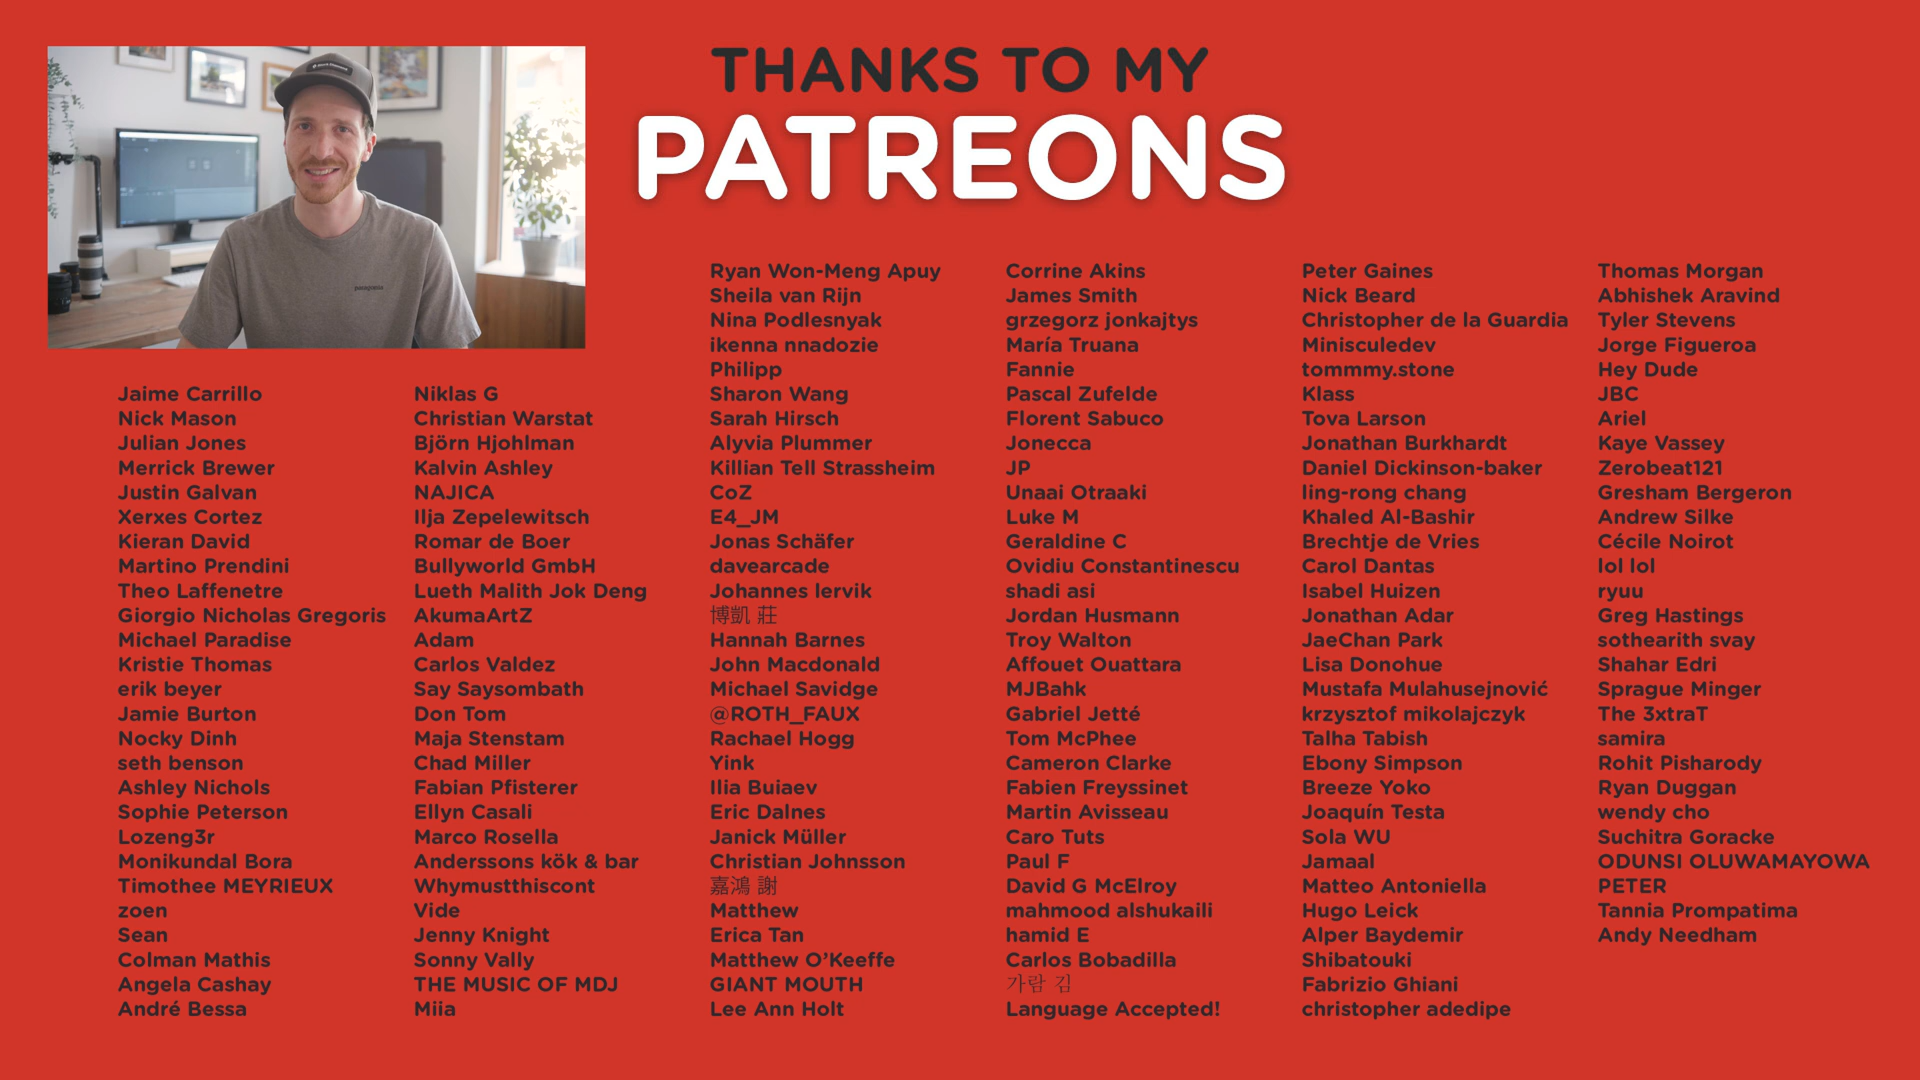 THANKS TO MY
PATREONS
patagonia
Jaime Carrillo
Nick Mason
Julian Jones
Merrick Brewer
Justin Galvan
Xerxes Cortez
Kieran David
Martino Prendini
Theo Laffenetre
Giorgio Nicholas Gregoris
Michael Paradise
Kristie Thomas
erik beyer
Jamie Burton
Nocky Dinh
seth benson
Ashley Nichols
Sophie Peterson
Lozeng3r
Monikundal Bora
Timothee MEYRIEUX
zoen
Sean
Colman Mathis
Angela Cashay
André Bessa
Niklas G
Christian Warstat
Björn Hjohlman
Kalvin Ashley
NAJICA
Ilja Zepelewitsch
Romar de Boer
Bullyworld GmbH
Lueth Malith Jok Deng
AkumaArtZ
Adam
Carlos Valdez
Say Saysombath
Don Tom
Maja Stenstam
Chad Miller
Fabian Pfisterer
Ellyn Casali
Marco Rosella
Anderssons kök & bar
Whymustthiscont
Vide
Jenny Knight
Sonny Vally
THE MUSIC OF MDJ
Miia
Ryan Won-Meng Apuy
Sheila van Rijn
Nina Podlesnyak
ikenna nnadozie
Philipp
Sharon Wang
Sarah Hirsch
Alyvia Plummer
Killian Tell Strassheim
CoZ
E4_JM
Jonas Schäfer
davearcade
Johannes lervik
博凱 莊
Hannah Barnes
John Macdonald
Michael Savidge
@ROTH_FAUX
Rachael Hogg
Yink
Ilia Buiaev
Eric Dalnes
Janick Müller
Christian Johnsson
嘉鴻 謝
Matthew
Erica Tan
Matthew O’Keeffe
GIANT MOUTH
Lee Ann Holt
Corrine Akins
James Smith
grzegorz jonkajtys
María Truana
Fannie
Pascal Zufelde
Florent Sabuco
Jonecca
JP
Unaai Otraaki
Luke M
Geraldine C
Ovidiu Constantinescu
shadi asi
Jordan Husmann
Troy Walton
Affouet Ouattara
MJBahk
Gabriel Jetté
Tom McPhee
Cameron Clarke
Fabien Freyssinet
Martin Avisseau
Caro Tuts
Paul F
David G McElroy
mahmood alshukaili
hamid E
Carlos Bobadilla
가람 김
Language Accepted!
Peter Gaines
Nick Beard
Christopher de la Guardia
Minisculedev
tommmy.stone
Klass
Tova Larson
Jonathan Burkhardt
Daniel Dickinson-baker
ling-rong chang
Khaled Al-Bashir
Brechtje de Vries
Carol Dantas
Isabel Huizen
Jonathan Adar
JaeChan Park
Lisa Donohue
Mustafa Mulahusejnović
krzysztof mikolajczyk
Talha Tabish
Ebony Simpson
Breeze Yoko
Joaquín Testa
Sola WU
Jamaal
Matteo Antoniella
Hugo Leick
Alper Baydemir
Shibatouki
Fabrizio Ghiani
christopher adedipe
Thomas Morgan
Abhishek Aravind
Tyler Stevens
Jorge Figueroa
Hey Dude
JBC
Ariel
Kaye Vassey
Zerobeat121
Gresham Bergeron
Andrew Silke
Cécile Noirot
lol lol
ryuu
Greg Hastings
sothearith svay
Shahar Edri
Sprague Minger
The 3xtraT
samira
Rohit Pisharody
Ryan Duggan
wendy cho
Suchitra Goracke
ODUNSI OLUWAMAYOWA
PETER
Tannia Prompatima
Andy Needham